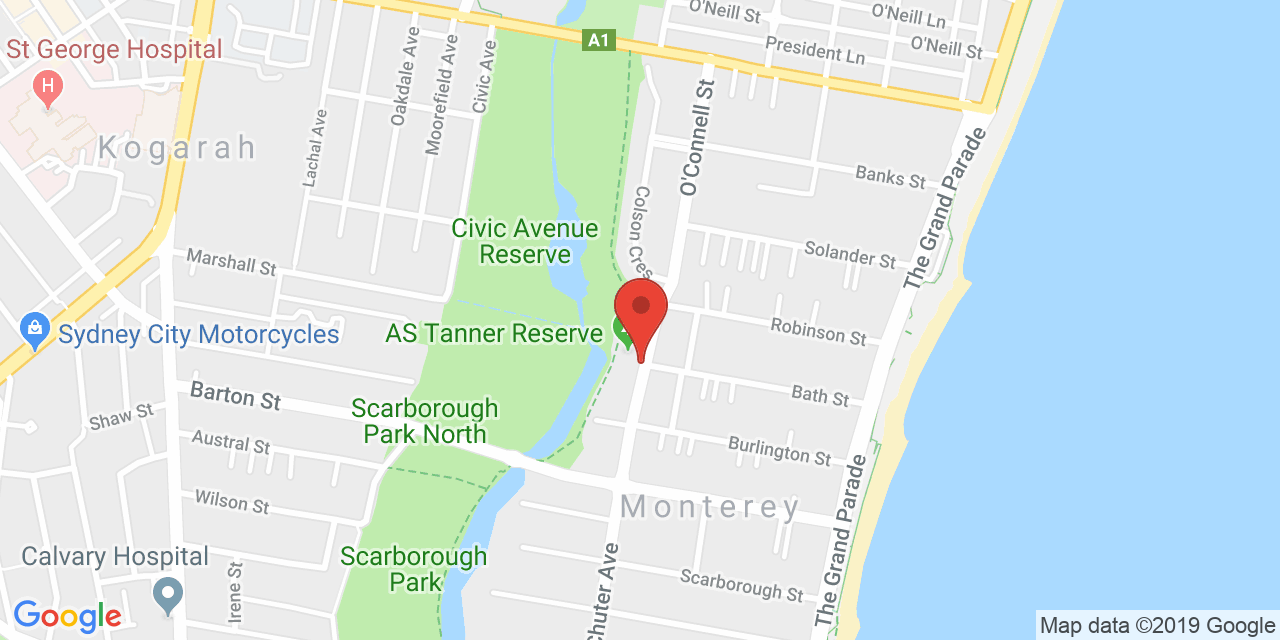 O'Neill St
O'Neill Ln
A1
President Ln
O'Neill St
St George Hospital
H
Oakdale Ave
Moorefield Ave
Civic Ave
O'Connell St
Kogarah
Lachal Ave
Banks St
The Grand Parade
Colson Cres
Civic Avenue
Reserve
Solander St
Marshall St
Sydney City Motorcycles
AS Tanner Reserve
Robinson St
Barton St
Bath St
Shaw St
Scarborough
Park North
Austral St
Burlington St
Wilson St
Monterey
The Grand Parade
Calvary Hospital
Scarborough
Park
Scarborough St
Irene St
chuter Ave
Google
Map data ©2019 Google